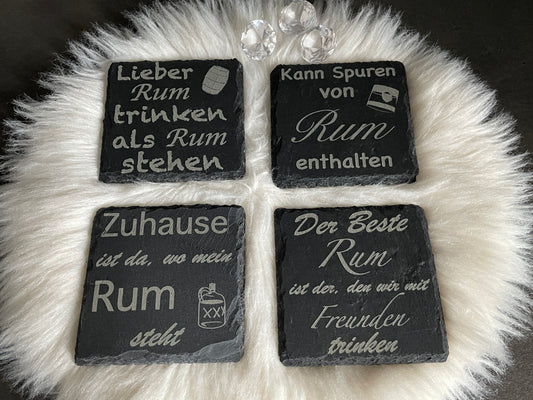 Lieber
Rum
trinken
als Rum
stehen
Kann Spuren
von
Rum
enthalten
Zuhause
ist da, wo mein
Rum
XXX
steht
Der Beste
Rum
ist der, den wir mit
Freunden
trinken